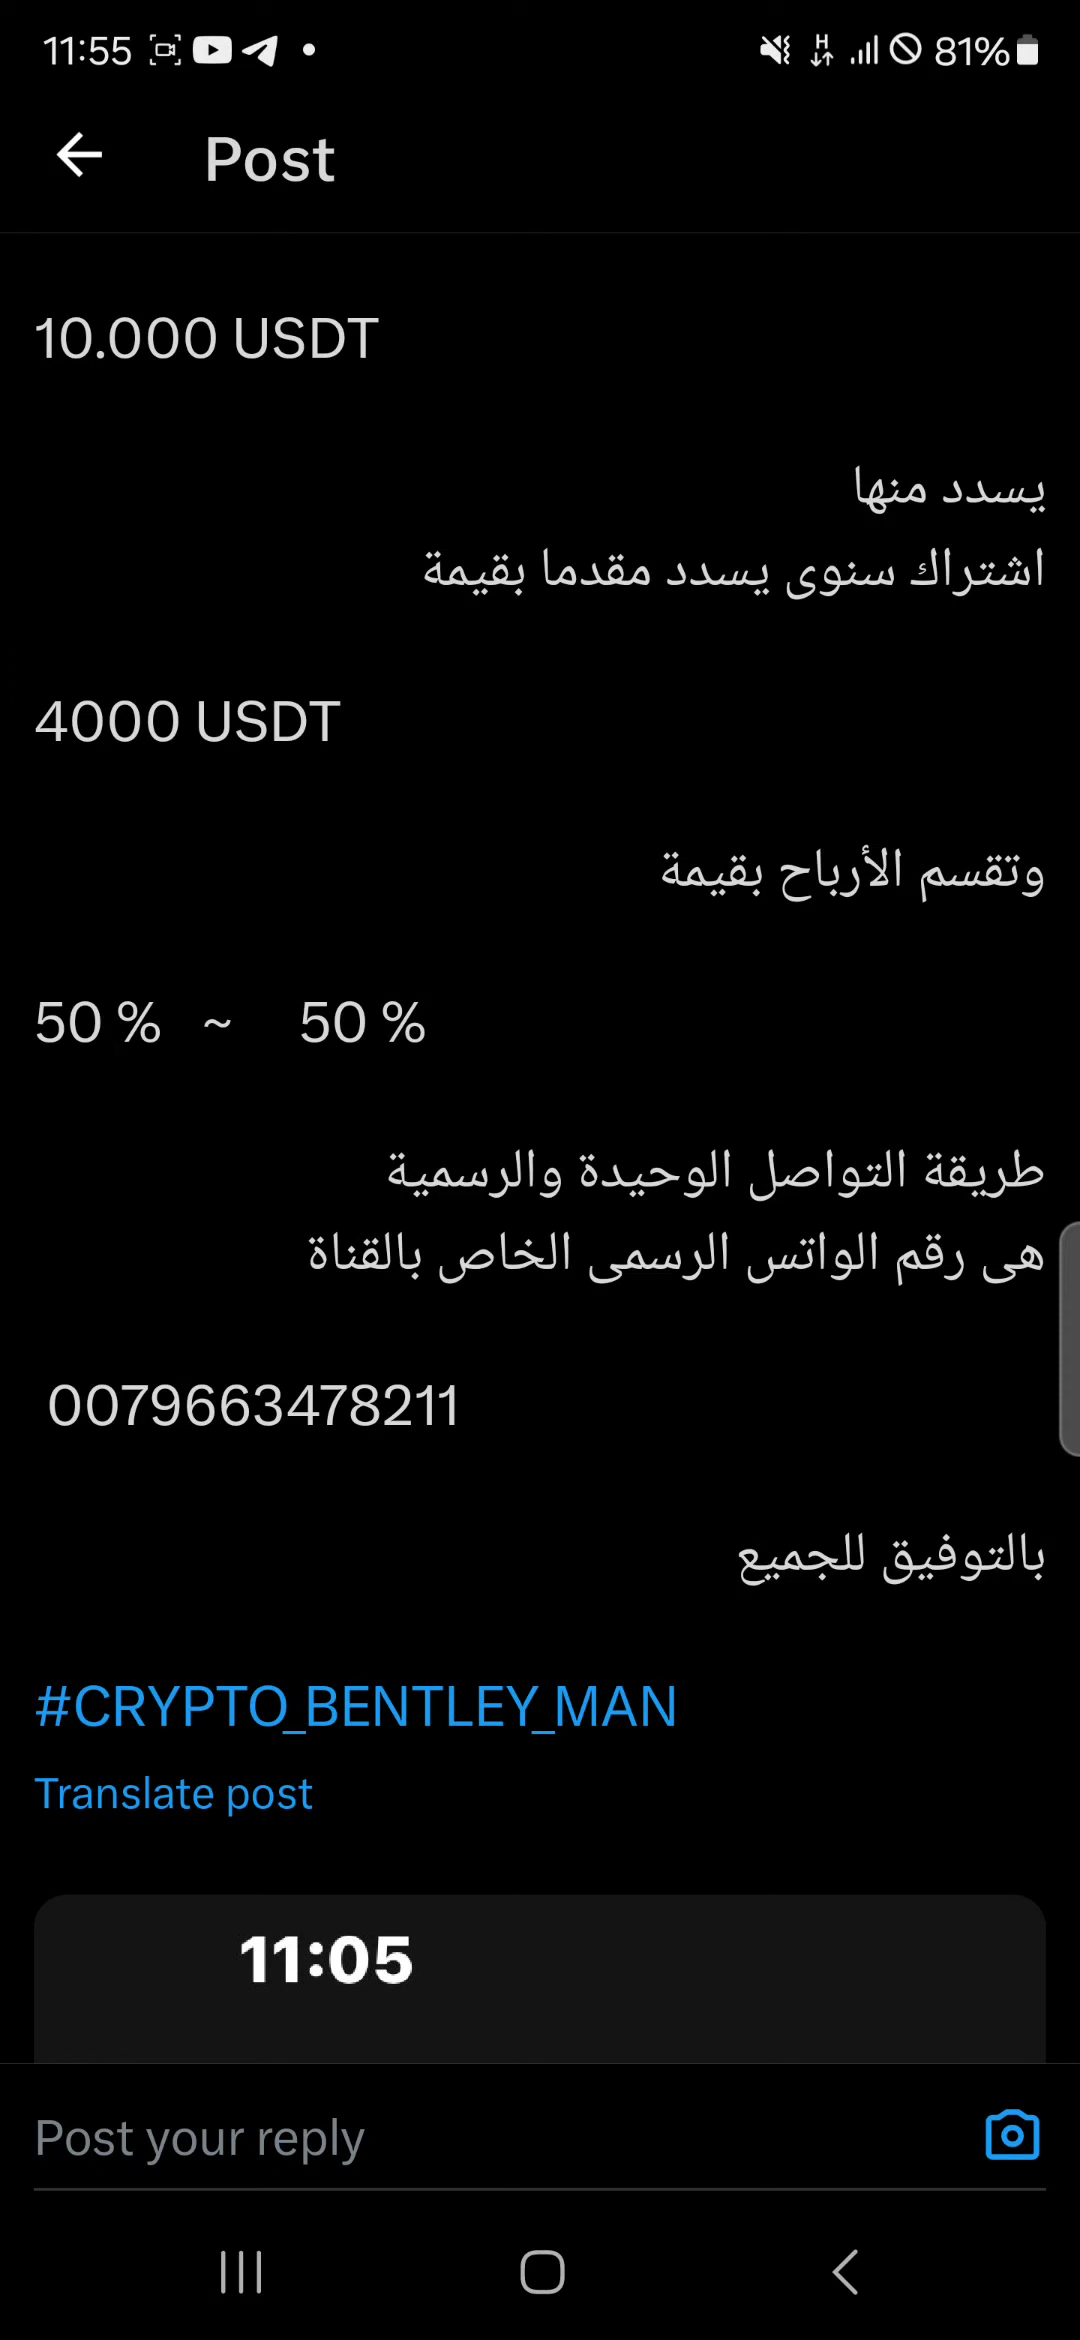 11:55
81%
Post
10.000 USDT
يسدد منها
اشتراك سنوى يسدد مقدما بقيمة
4000 USDT
وتقسم الأرباح بقيمة
50 % ~ 50 %
طريقة التواصل الوحيدة والرسمية
هى رقم الواتس الرسمى الخاص بالقناة
0079663478211
بالتوفيق للجميع
#CRYPTO_BENTLEY_MAN
Translate post
11:05
Post your reply